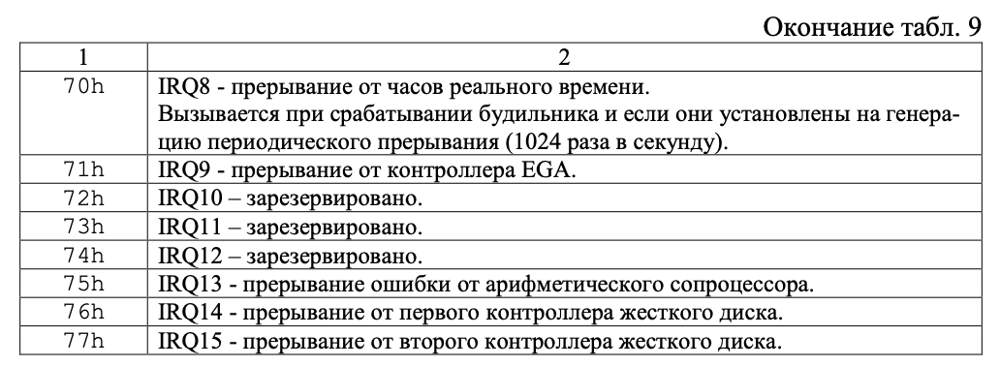 Окончание табл. 9
1 2
70h IRQ8 - прерывание от часов реального времени.
Вызывается при срабатывании будильника и если они установлены на генера-
цию периодического прерывания (1024 раза в секунду).
71h IRQ9 - прерывание от контроллера EGA.
72h IRQ10 – зарезервировано.
73h IRQ11 – зарезервировано.
74h IRQ12 – зарезервировано.
75h IRQ13 - прерывание ошибки от арифметического сопроцессора.
76h IRQ14 - прерывание от первого контроллера жесткого диска.
77h IRQ15 - прерывание от второго контроллера жесткого диска.